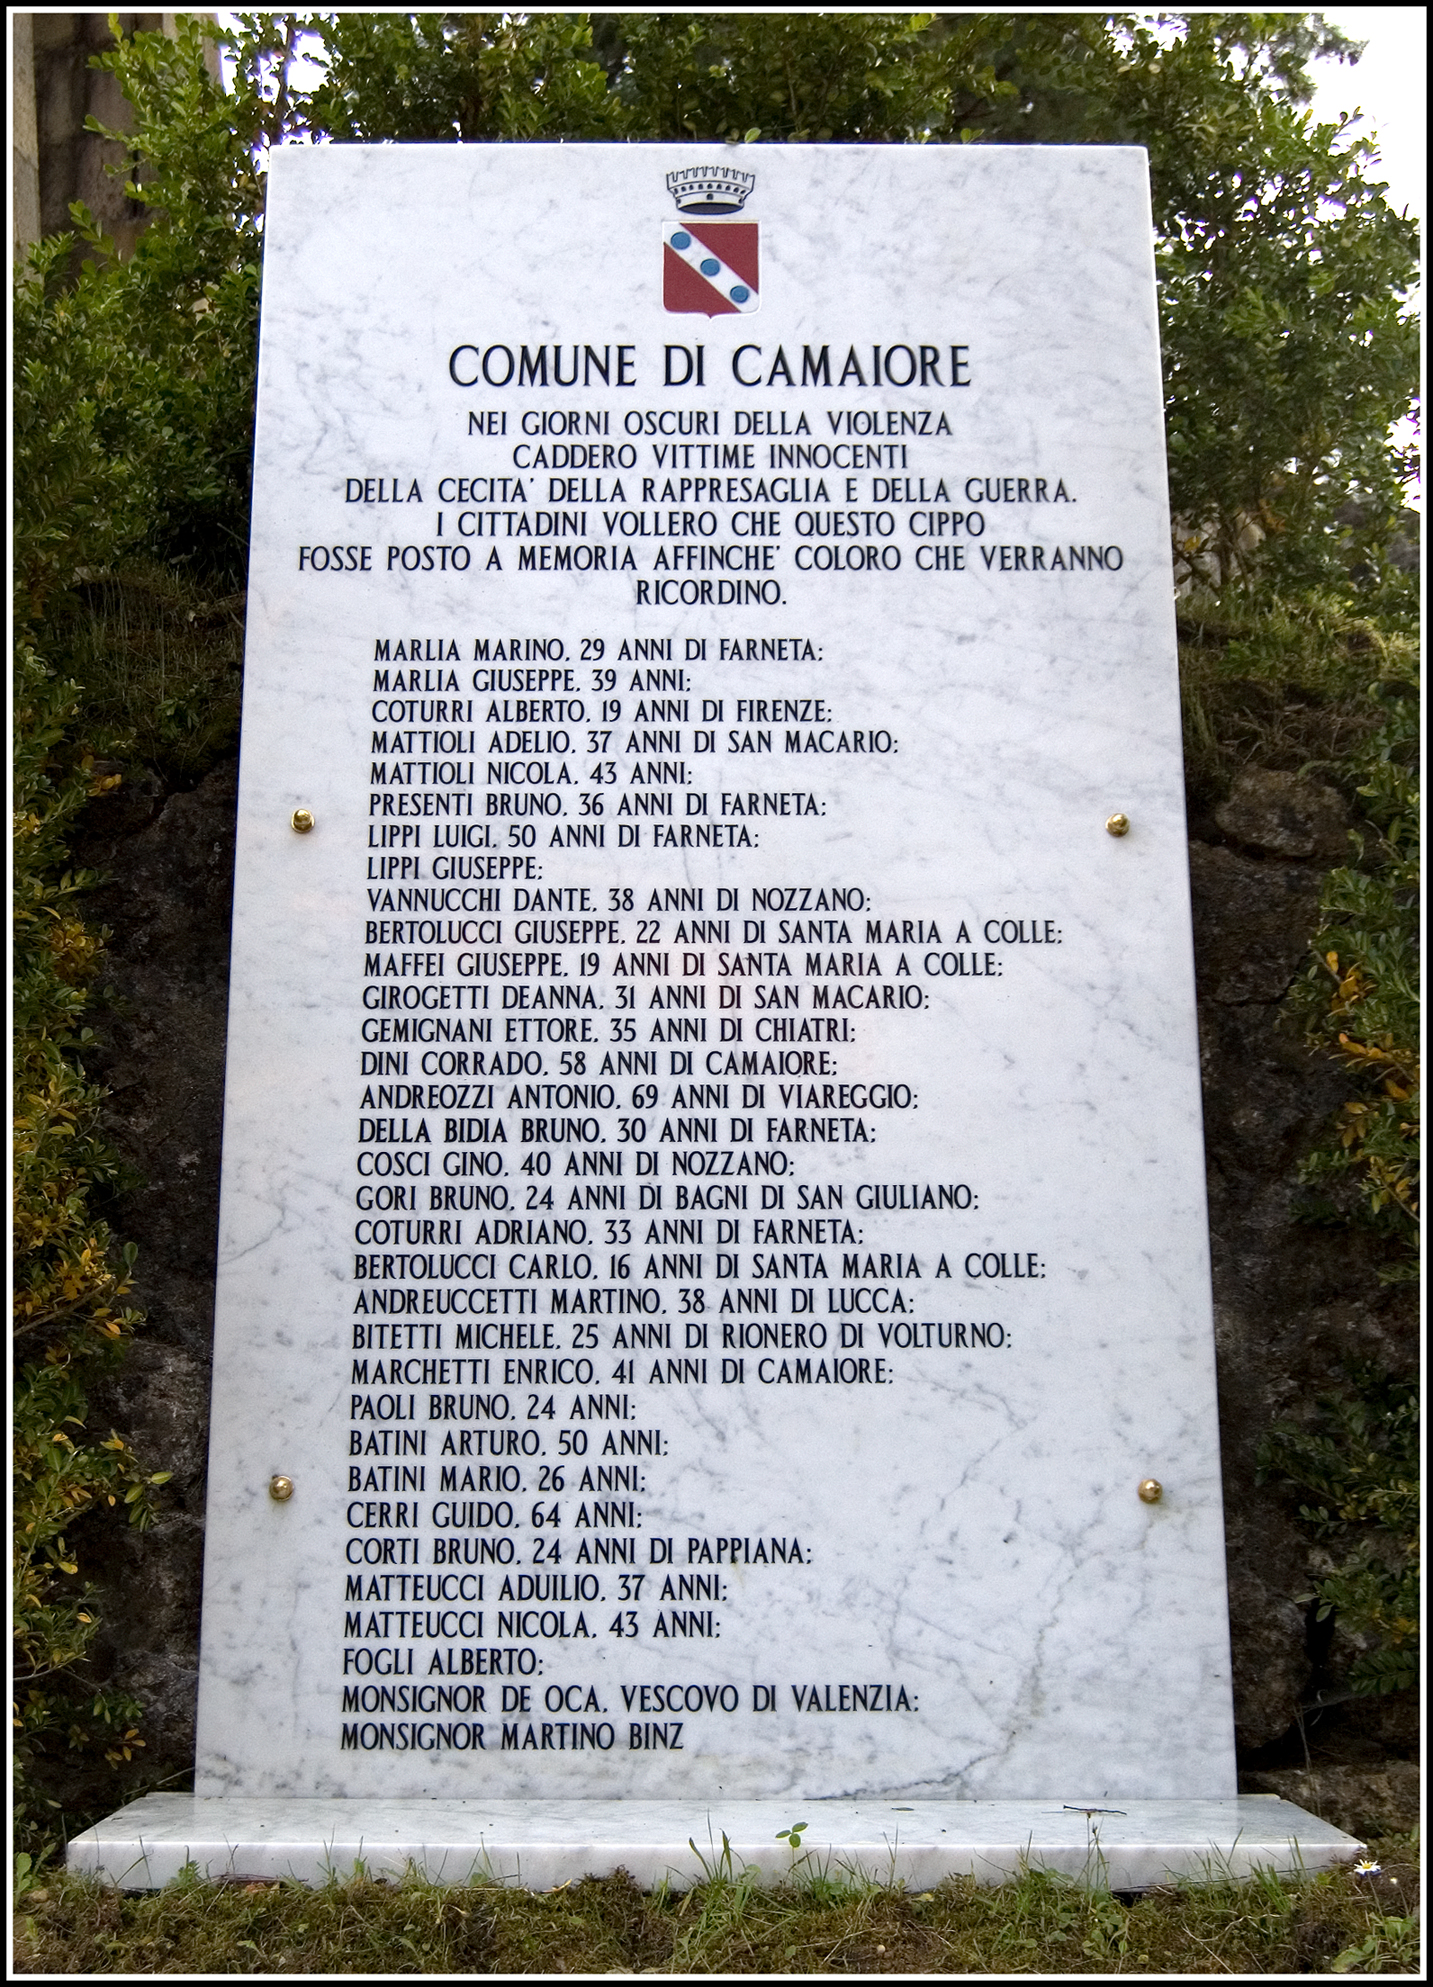 COMUNE DI CAMAIORE
NEI GIORNI OSCURI DELLA VIOLENZA
CADDERO VITTIME INNOCENTI
DELLA CECITA' DELLA RAPPRESAGLIA E DELLA GUERRA.
I CITTADINI VOLLERO CHE QUESTO CIPPO
FOSSE POSTO A MEMORIA AFFINCHE' COLORO CHE VERRANNO
RICORDINO.
MARLIA MARINO, 29 ANNI DI FARNETA;
MARLIA GIUSEPPE, 39 ANNI;
COTURRI ALBERTO, 19 ANNI DI FIRENZE;
MATTIOLI ADELIO, 37 ANNI DI SAN MACARIO;
MATTIOLI NICOLA, 43 ANNI;
PRESENTI BRUNO, 36 ANNI DI FARNETA;
LIPPI LUIGI, 50 ANNI DI FARNETA;
LIPPI GIUSEPPE;
VANNUCCHI DANTE, 38 ANNI DI NOZZANO;
BERTOLUCCI GIUSEPPE, 22 ANNI DI SANTA MARIA A COLLE;
MAFFEI GIUSEPPE, 19 ANNI DI SANTA MARIA A COLLE;
GIROGETTI DEANNA, 31 ANNI DI SAN MACARIO;
GEMIGNANI ETTORE, 35 ANNI DI CHIATRI;
DINI CORRADO, 58 ANNI DI CAMAIORE;
ANDREOZZI ANTONIO, 69 ANNI DI VIAREGGIO;
DELLA BIDIA BRUNO, 30 ANNI DI FARNETA;
COSCI GINO, 40 ANNI DI NOZZANO;
GORI BRUNO, 24 ANNI DI BAGNI DI SAN GIULIANO;
COTURRI ADRIANO, 33 ANNI DI FARNETA;
BERTOLUCCI CARLO, 16 ANNI DI SANTA MARIA A COLLE;
ANDREUCCETTI MARTINO, 38 ANNI DI LUCCA;
BITETTI MICHELE, 25 ANNI DI RIONERO DI VOLTURNO;
MARCHETTI ENRICO, 41 ANNI DI CAMAIORE;
PAOLI BRUNO, 24 ANNI;
BATINI ARTURO, 50 ANNI;
BATINI MARIO, 26 ANNI;
CERRI GUIDO, 64 ANNI;
CORTI BRUNO, 24 ANNI DI PAPPIANA;
MATTEUCCI ADUILIO, 37 ANNI;
MATTEUCCI NICOLA, 43 ANNI;
FOGLI ALBERTO;
MONSIGNOR DE OCA, VESCOVO DI VALENZIA;
MONSIGNOR MARTINO BINZ